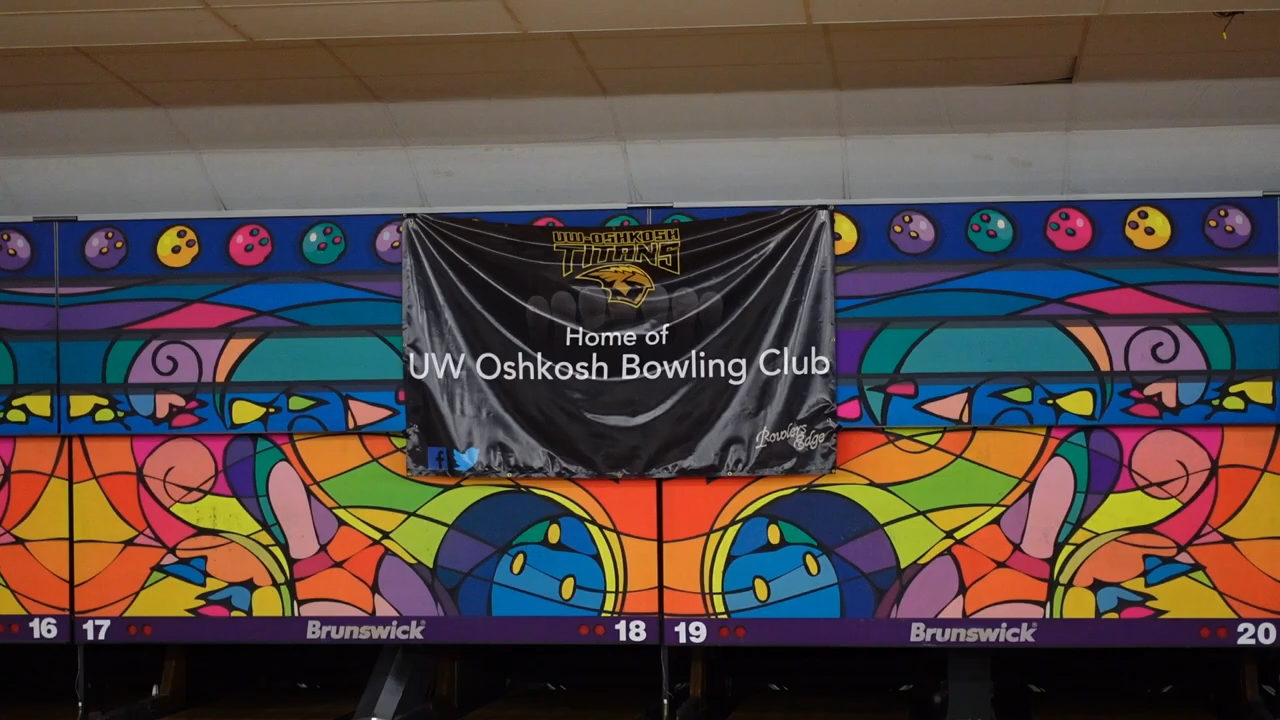 UW-OSHKOSH
TITANS
Home of
UW Oshkosh Bowling Club
Bowlers
Edge
16 17 Brunswick 18 19 Brunswick 20